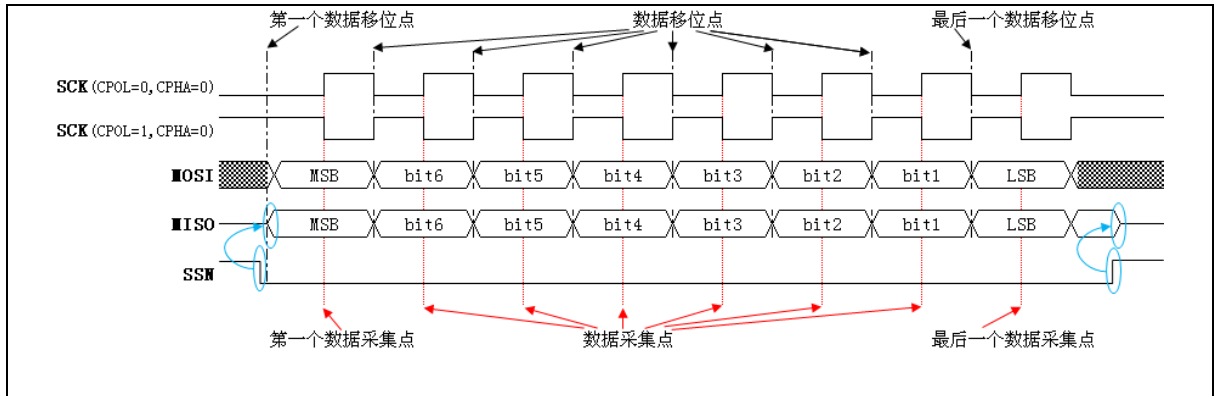 第一个数据移位点 数据移位点 最后一个数据移位点
SCK(CPOL=0,CPHA=0)
SCK(CPOL=1,CPHA=0)
MOSI MSB bit6 bit5 bit4 bit3 bit2 bit1 LSB
MISO MSB bit6 bit5 bit4 bit3 bit2 bit1 LSB
SSN
第一个数据采集点 数据采集点 最后一个数据采集点